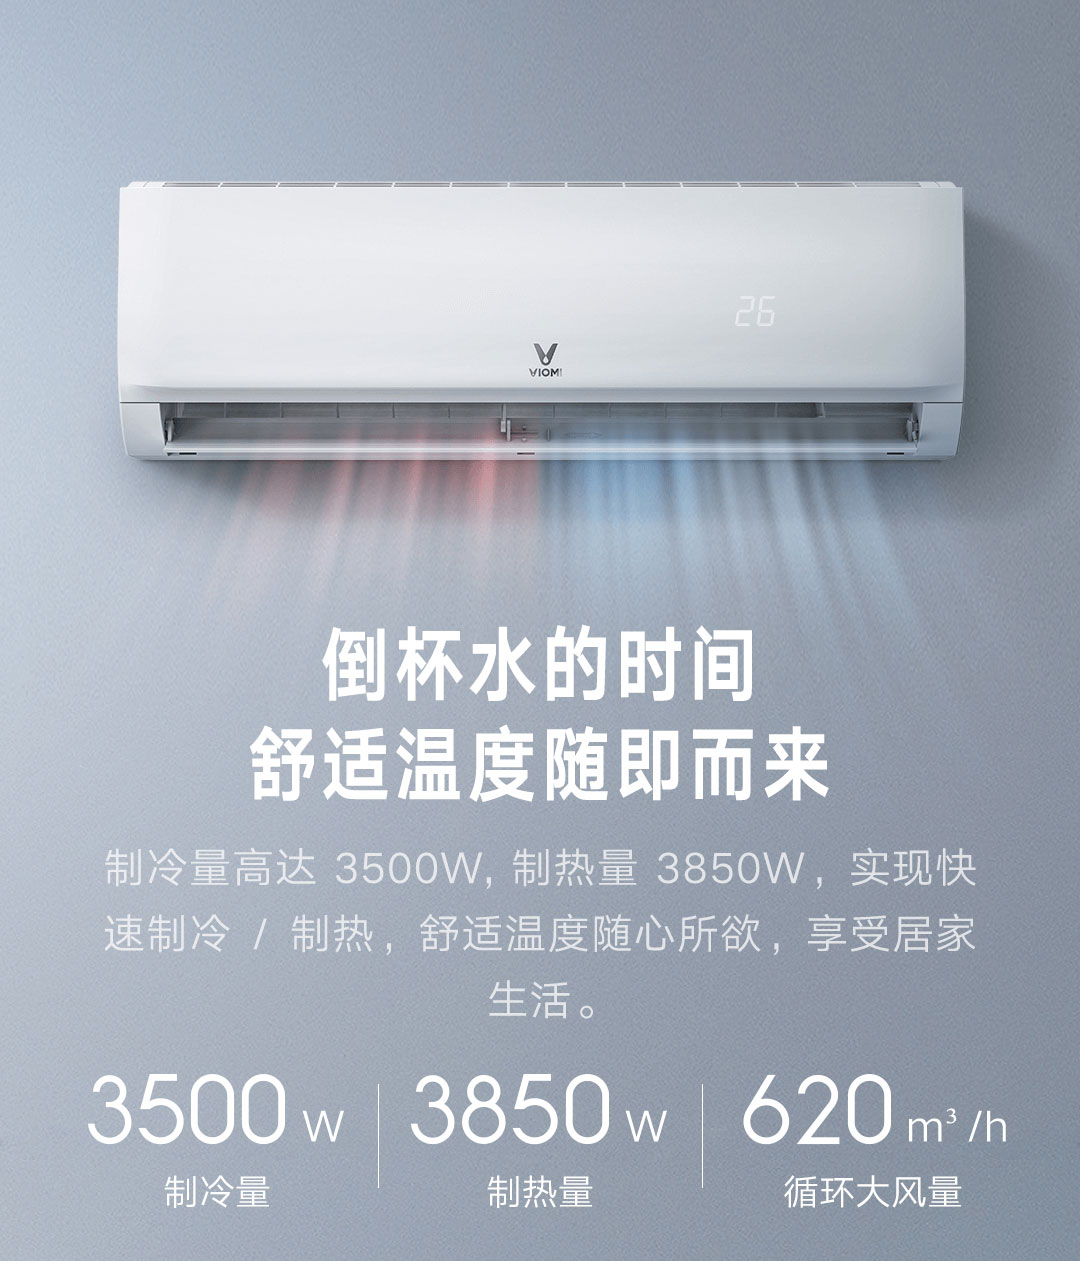 26
VIOMI
倒杯水的时间
舒适温度随即而来
制冷量高达 3500W, 制热量 3850W，实现快
速制冷 / 制热，舒适温度随心所欲，享受居家
生活。
3500 W 3850 W 620 m³ /h
制冷量 制热量 循环大风量